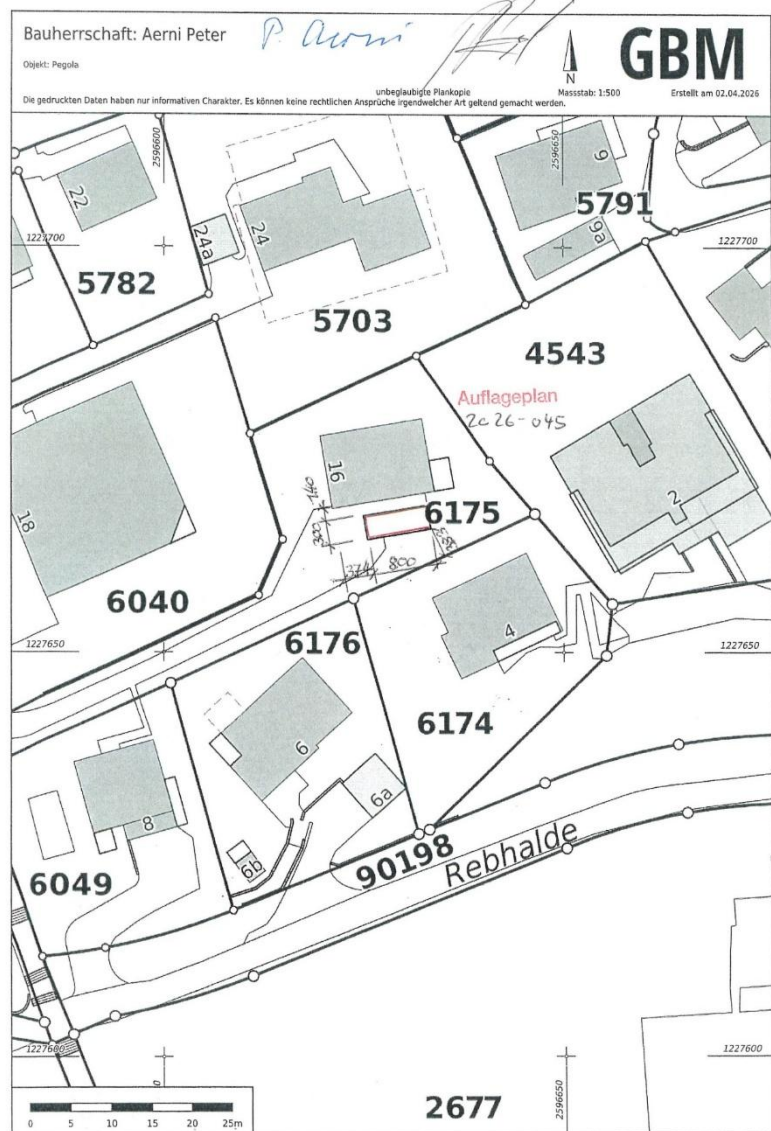 Bauherrschaft: Aerni Peter
P. Aerni
GBM
Objekt: Pegola
N
unbeglaubigte Plankopie
Massstab: 1:500
Erstellt am 02.04.2026
Die gedruckten Daten haben nur informativen Charakter. Es können keine rechtlichen Ansprüche irgendwelcher Art geltend gemacht werden.
2596600
2596650
22
9
5791
24a
24
9a
1227700
1227700
5782
5703
4543
Auflageplan
2c26-045
16
18
2
240
300
6175
374
800
6040
4
1227650
1227650
6176
6174
6
6a
8
6b
90198
Rebhalde
6049
1227600
1227600
2596650
2677
0 5 10 15 20 25m